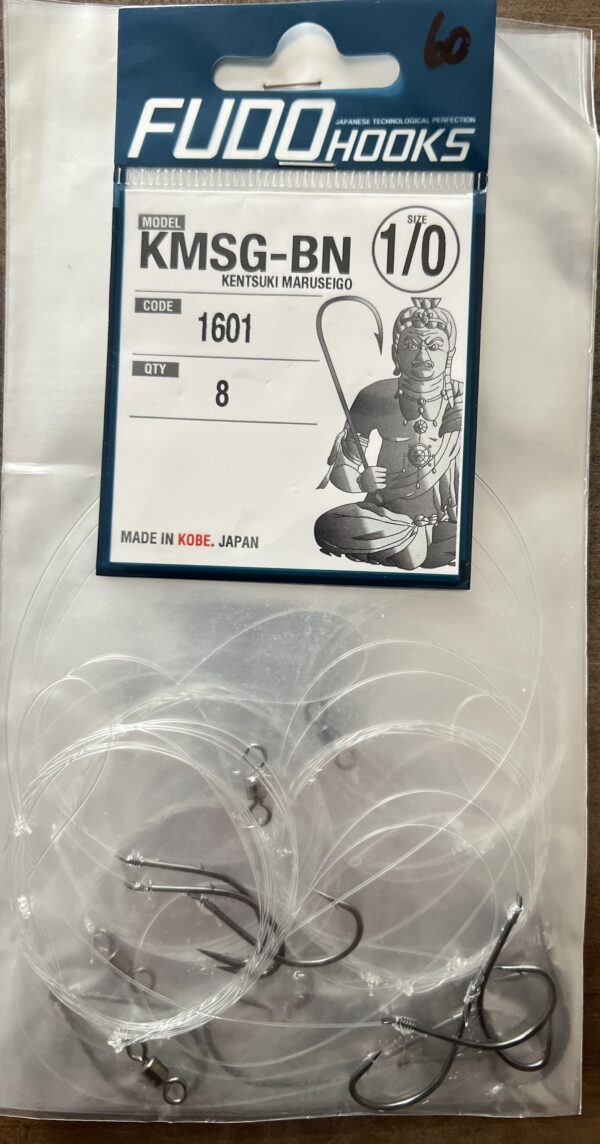 60
FUDO HOOKS
JAPANESE TECHNOLOGICAL PERFECTION
MODEL
KMSG-BN
KENTSUKI MARUSEIGO
SIZE
1/0
CODE
1601
QTY
8
MADE IN KOBE. JAPAN